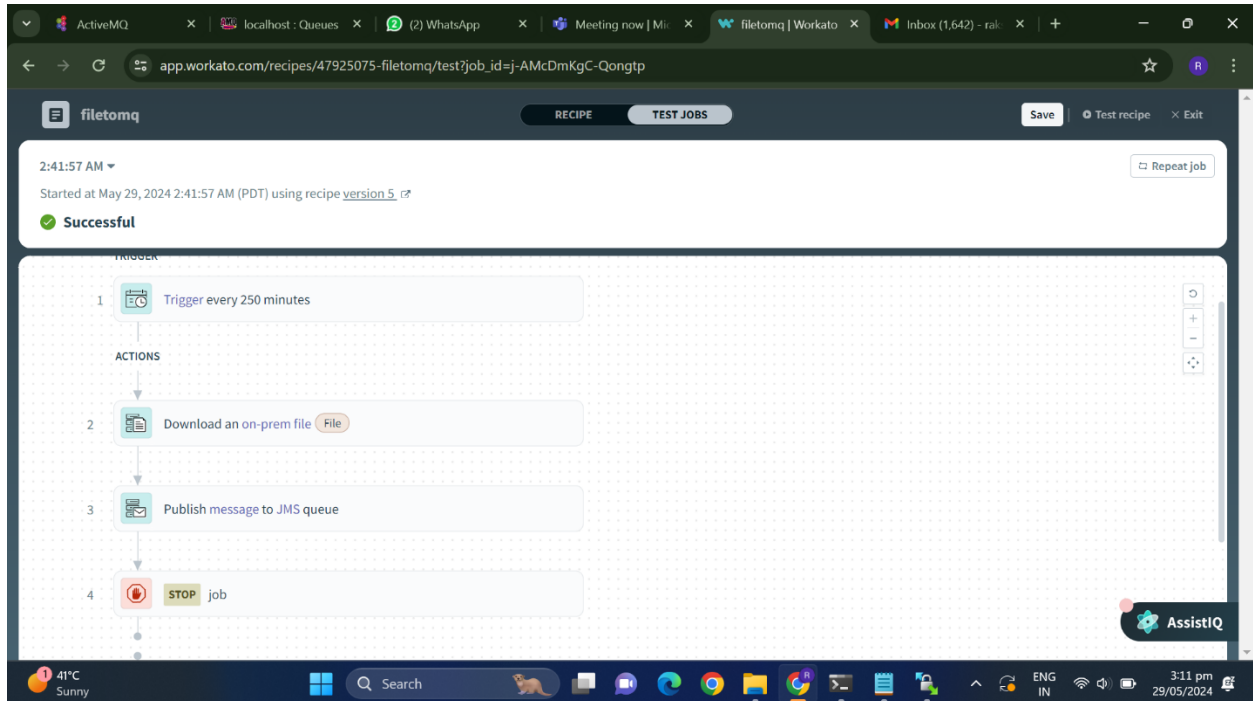 ActiveMQ
localhost : Queues
2 (2) WhatsApp
Meeting now | Mic
filetomq | Workato
Inbox (1,642) - rak
app.workato.com/recipes/47925075-filetomq/test?job_id=j-AMcDmKgC-Qongtp
R
filetomq
RECIPE
TEST JOBS
Save
Test recipe
Exit
2:41:57 AM
Repeat job
Started at May 29, 2024 2:41:57 AM (PDT) using recipe version 5
Successful
TRIGGER
1 Trigger every 250 minutes
ACTIONS
2 Download an on-prem file File
3 Publish message to JMS queue
4 STOP job
AssistIQ
1 41°C
Sunny
Search
R
ENG
IN
3:11 pm
29/05/2024